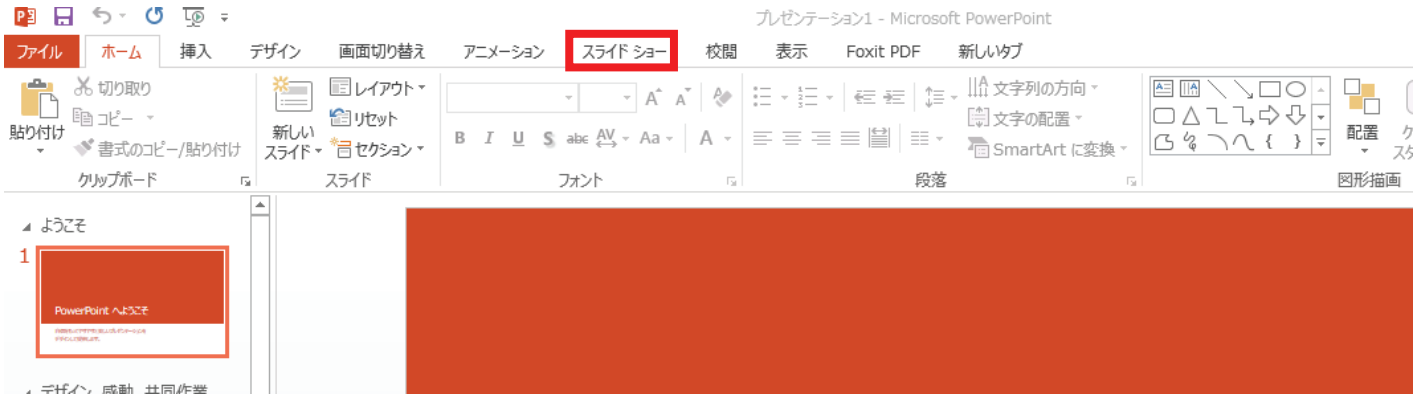 プレゼンテーション1 - Microsoft PowerPoint
ファイル ホーム 挿入 デザイン 画面切り替え アニメーション スライド ショー 校閲 表示 Foxit PDF 新しいタブ
切り取り
コピー
書式のコピー/貼り付け
貼り付け
クリップボード
新しい
スライド
レイアウト
リセット
セクション
スライド
A A
B I U S abc AV Aa A
フォント
文字列の方向
文字の配置
SmartArt に変換
段落
配置
図形描画
ようこそ
1
PowerPoint へようこそ
デザイン、感動、共同作業